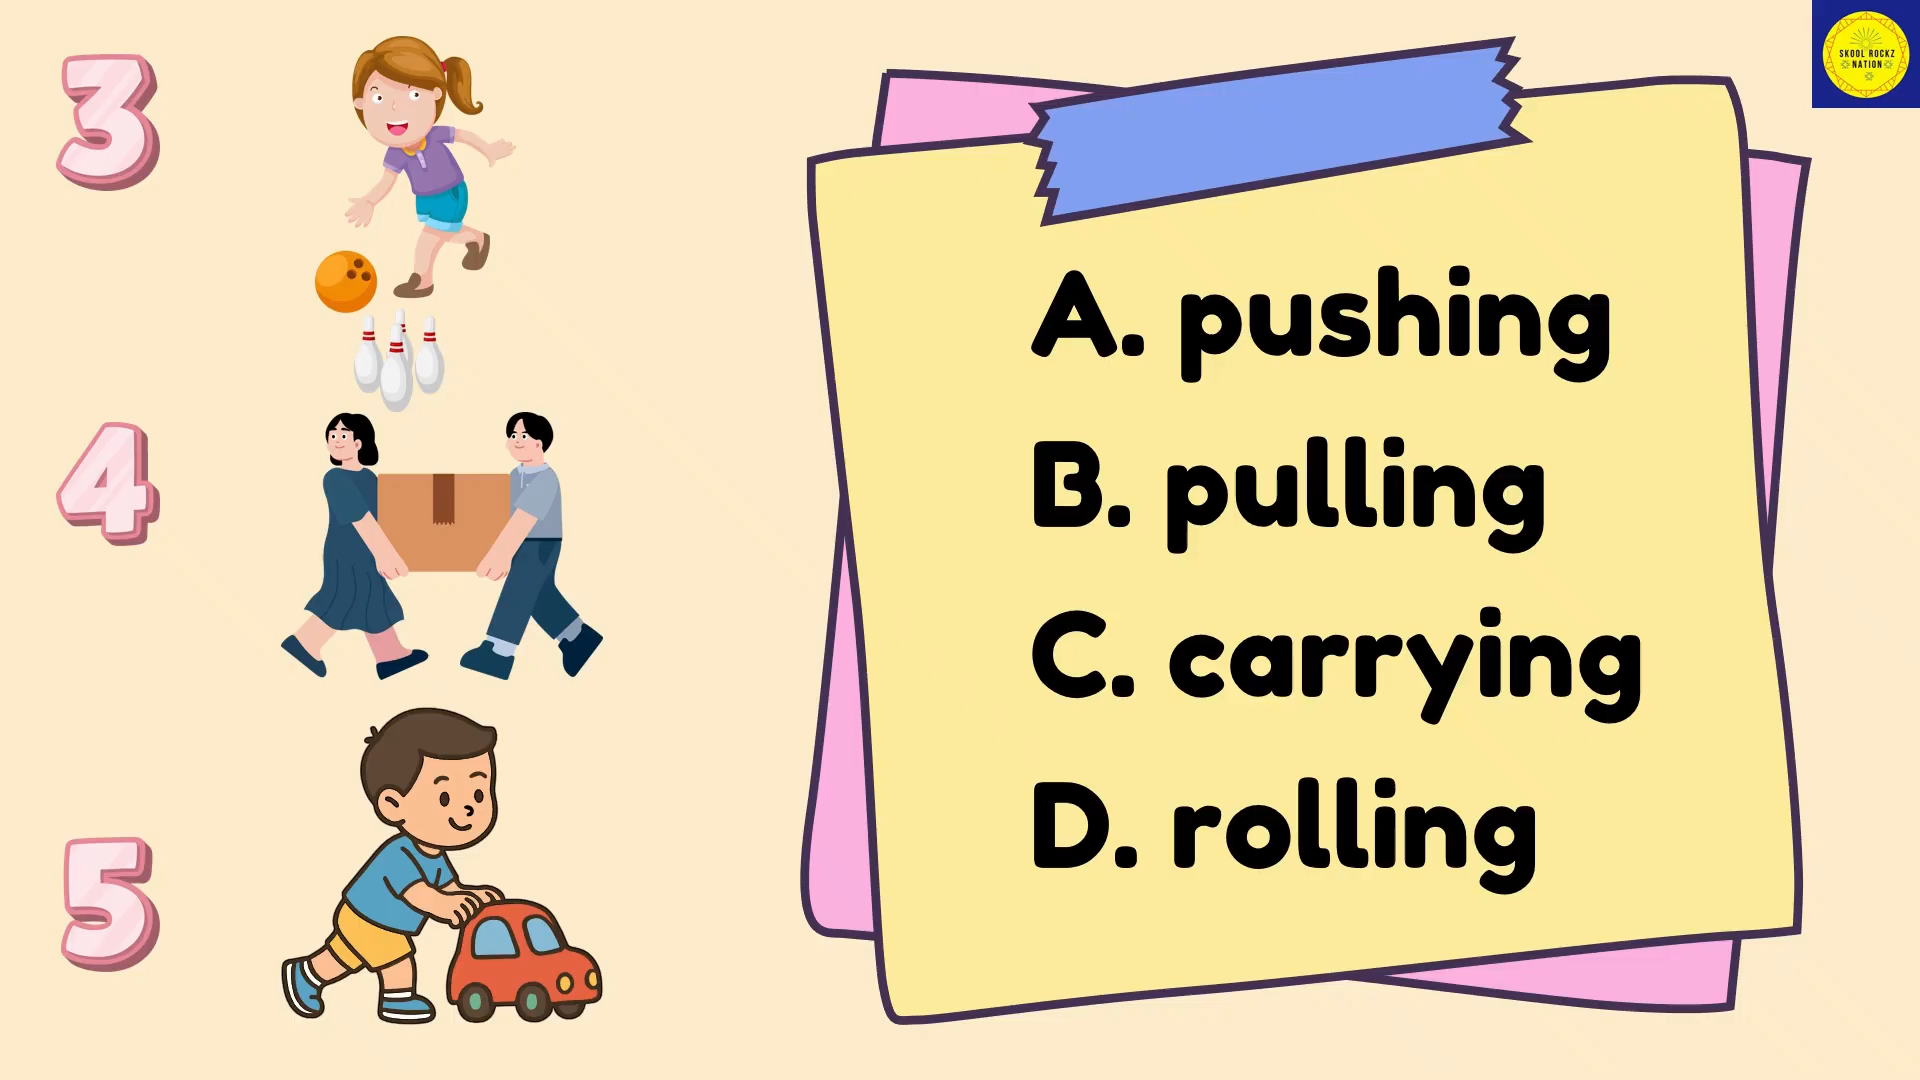 3
4
5
A. pushing
B. pulling
C. carrying
D. rolling
SKOOL ROCKZ
NATION